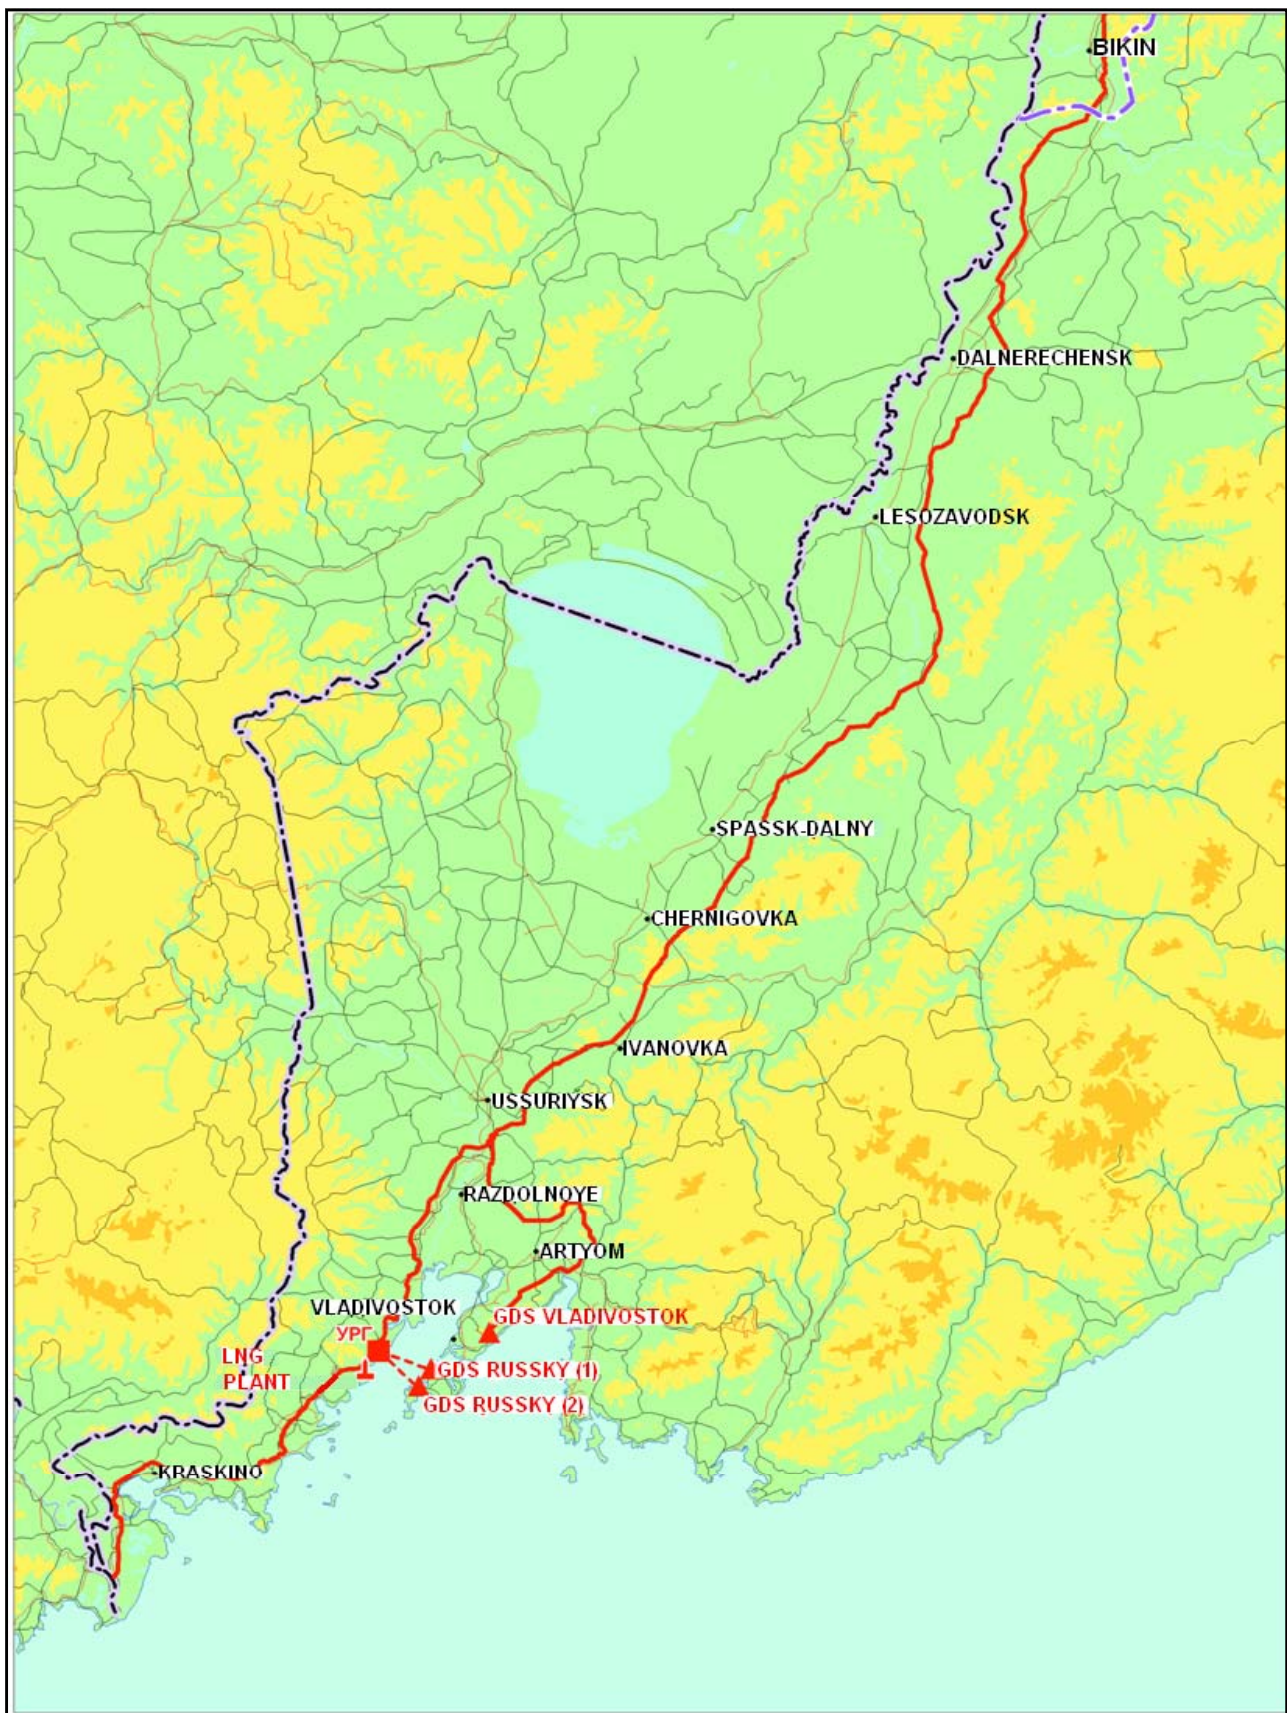 BIKIN
DALNERECHENSK
LESOZAVODSK
SPASSK-DALNY
CHERNIGOVKA
IVANOVKA
USSURIYSK
RAZDOLNOYE
ARTYOM
VLADIVOSTOK
GDS VLADIVOSTOK
УРГ
LNG
PLANT
GDS RUSSKY (1)
GDS RUSSKY (2)
KRASKINO